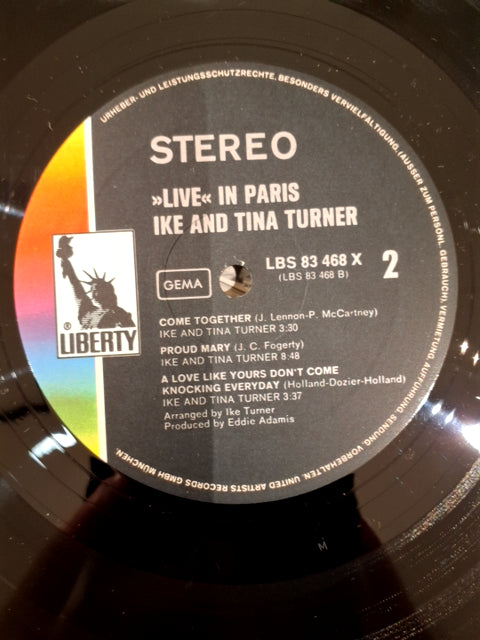 URHEBER- UND LEISTUNGSSCHUTZRECHTE, BESONDERS VERVIELFÄLTIGUNG, (AUSSER ZUM PERSÖNL. GEBRAUCH), VERMIETUNG, AUFFÜHRUNG, SENDUNG, VORBEHALTEN. UNITED ARTISTS RECORDS GMBH MÜNCHEN.
STEREO
»LIVE« IN PARIS
IKE AND TINA TURNER
LBS 83 468 X
(LBS 83 468 B)
2
GEMA
® LIBERTY
COME TOGETHER (J. Lennon-P. McCartney)
IKE AND TINA TURNER 3:30
PROUD MARY (J. C. Fogerty)
IKE AND TINA TURNER 8:48
A LOVE LIKE YOURS DON'T COME
KNOCKING EVERYDAY (Holland-Dozier-Holland)
IKE AND TINA TURNER 3:37
Arranged by Ike Turner
Produced by Eddie Adamis
M